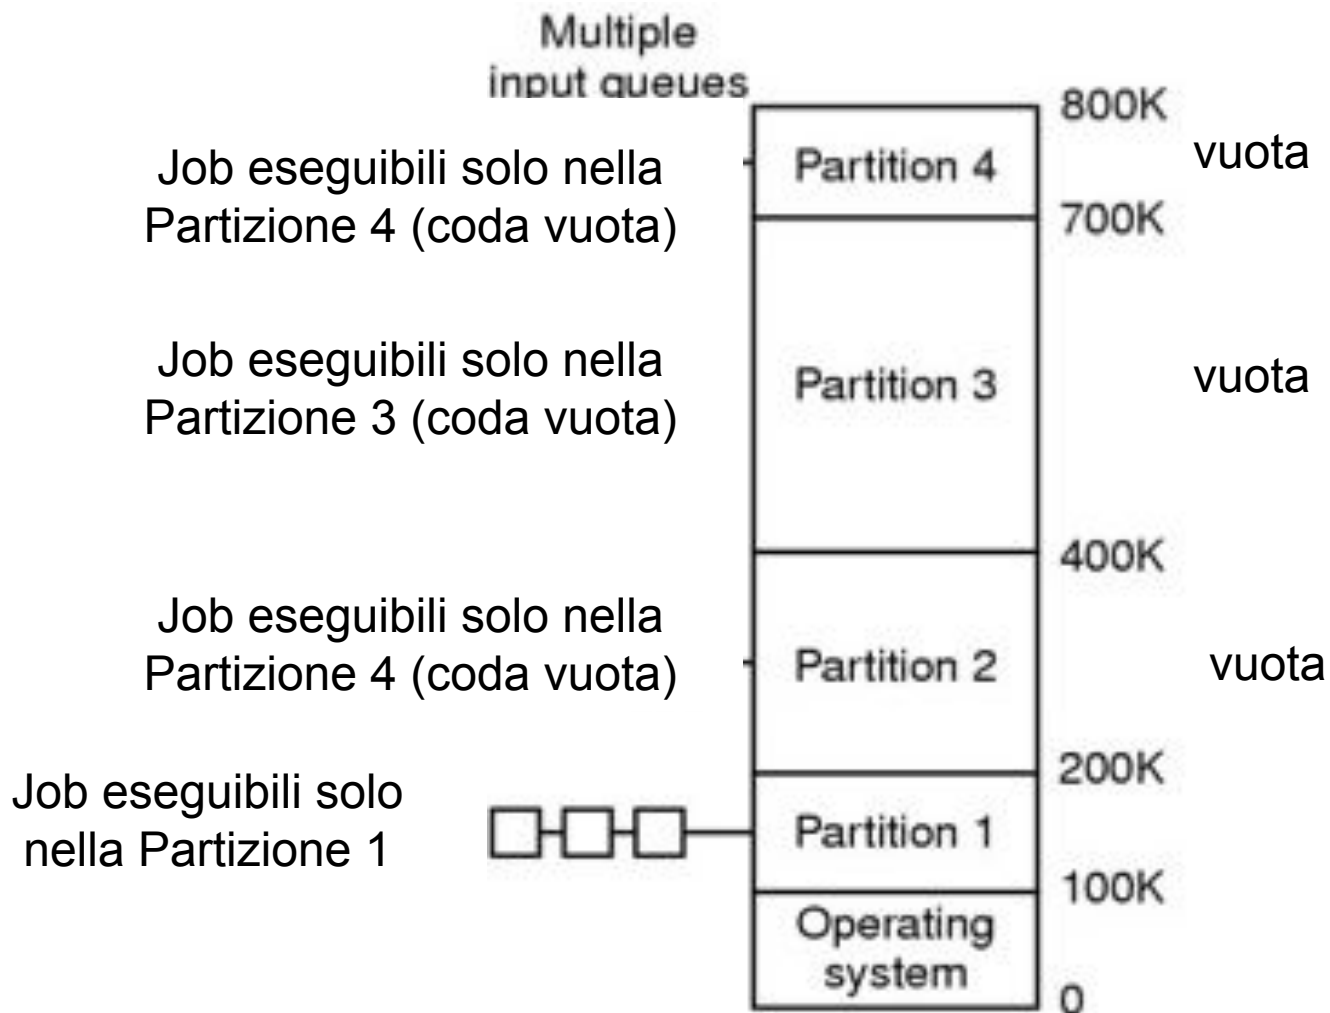 Multiple
input queues
800K
Job eseguibili solo nella
Partizione 4 (coda vuota)
Partition 4
vuota
700K
Job eseguibili solo nella
Partizione 3 (coda vuota)
Partition 3
vuota
400K
Job eseguibili solo nella
Partizione 4 (coda vuota)
Partition 2
vuota
200K
Job eseguibili solo
nella Partizione 1
Partition 1
100K
Operating
system
0